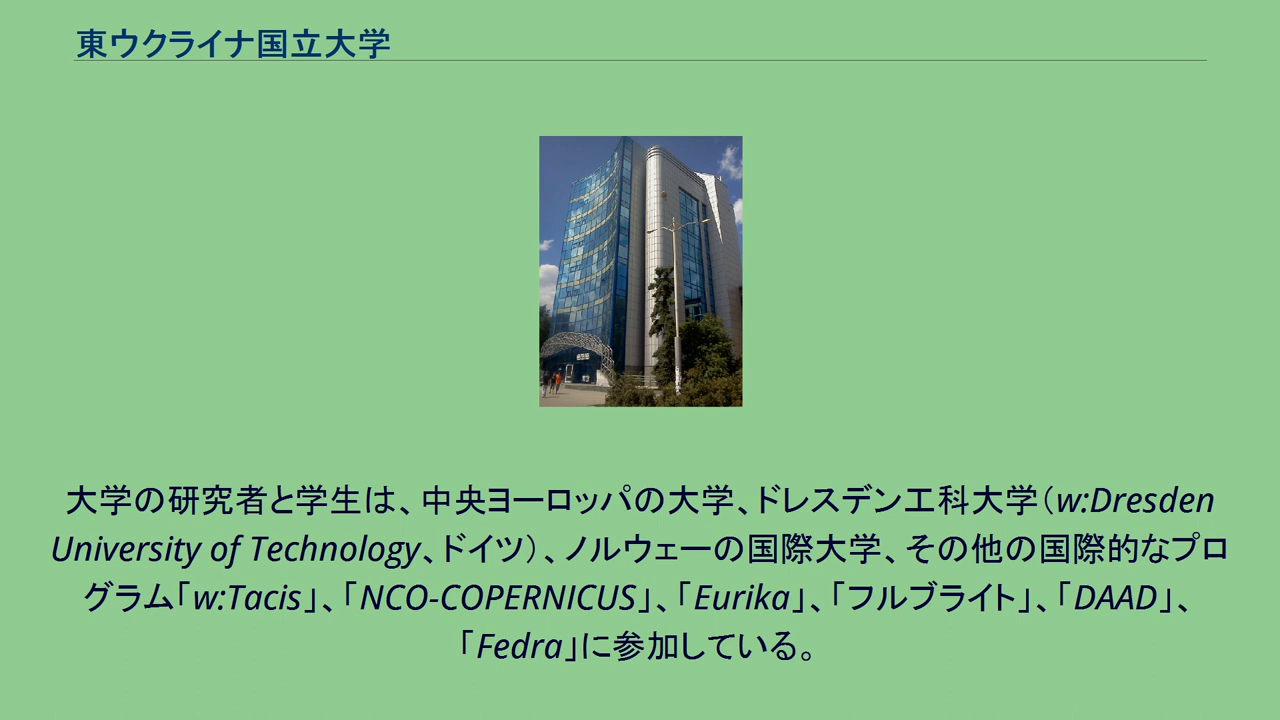 東ウクライナ国立大学
大学の研究者と学生は、中央ヨーロッパの大学、ドレスデン工科大学（w:Dresden
University of Technology、ドイツ）、ノルウェーの国際大学、その他の国際的なプロ
グラム「w:Tacis」、「NCO-COPERNICUS」、「Eurika」、「フルブライト」、「DAAD」、
「Fedra」に参加している。